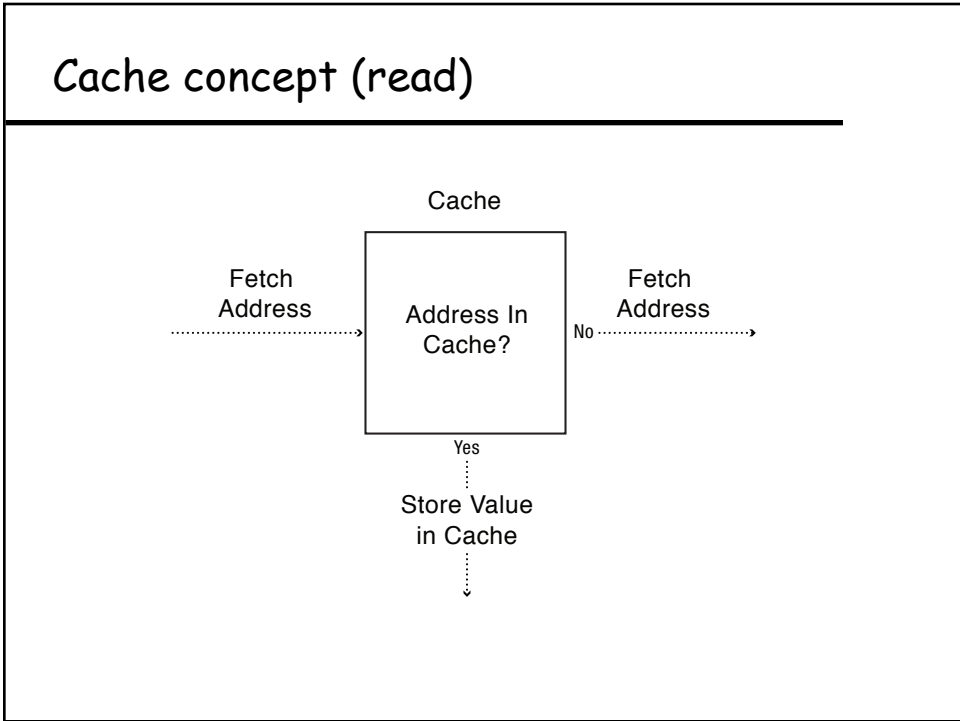 Cache concept (read)
Cache
Fetch
Address
Address In
Cache?
No
Fetch
Address
Yes
Store Value
in Cache